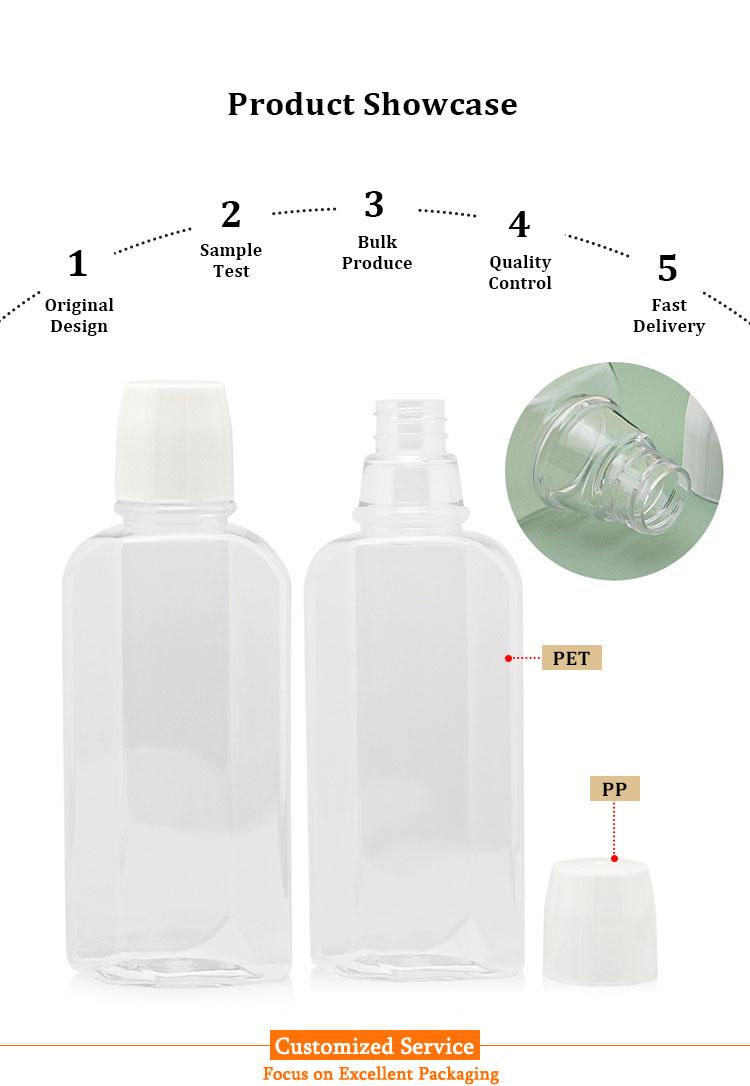 Product Showcase
1
Original
Design
2
Sample
Test
3
Bulk
Produce
4
Quality
Control
5
Fast
Delivery
PET
PP
Customized Service
Focus on Excellent Packaging